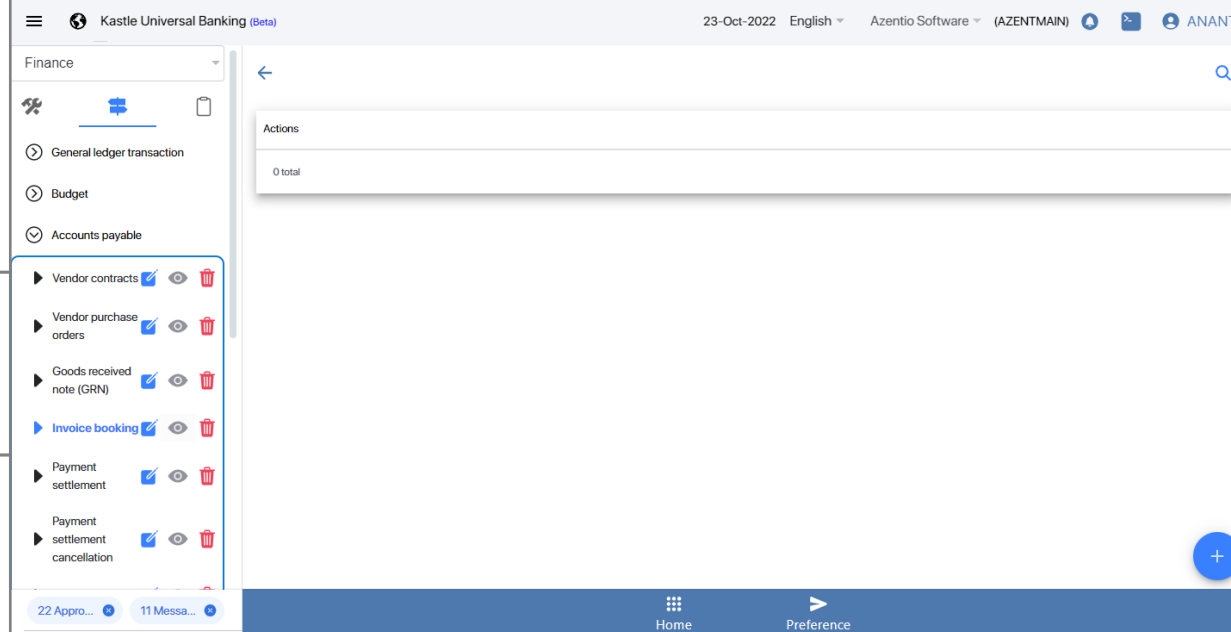 Kastle Universal Banking (Beta)
23-Oct-2022 English Azentio Software (AZENTMAIN) ANANT
Finance
Actions
0 total
General ledger transaction
Budget
Accounts payable
Vendor contracts
Vendor purchase
orders
Goods received
note (GRN)
Invoice booking
Payment
settlement
Payment
settlement
cancellation
22 Appro...
11 Messa...
Home
Preference